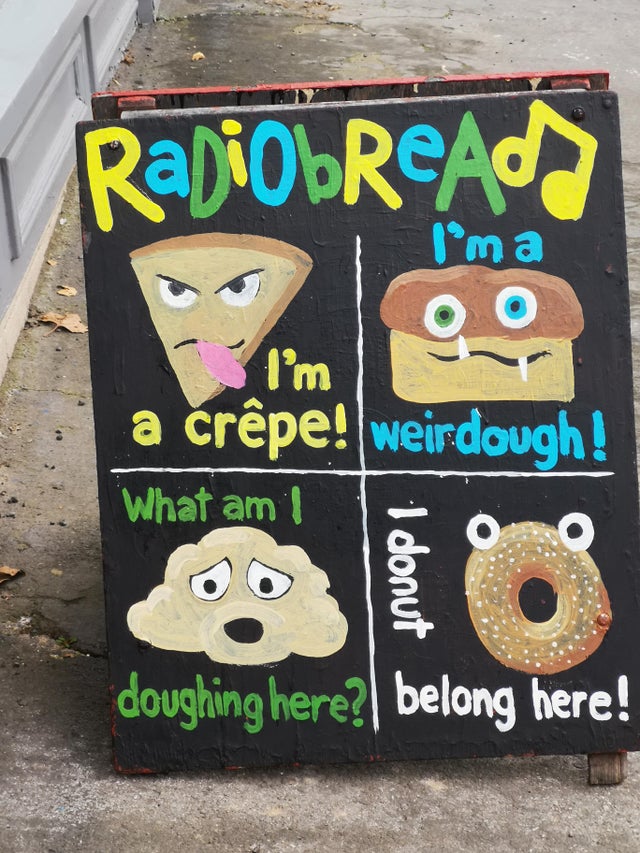 RaDiObReAd
I'm
a crêpe!
I'm a
weirdough!
What am I
doughing here?
I donut
belong here!